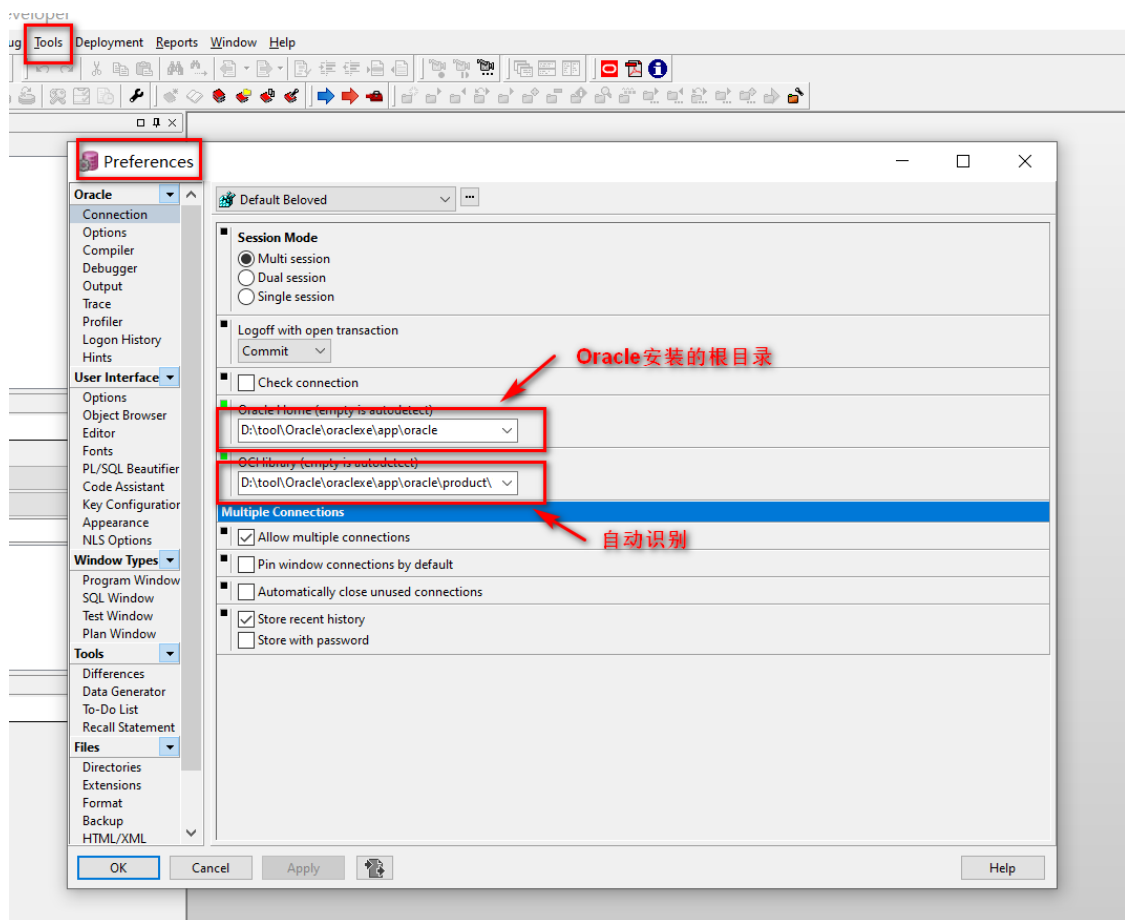 Tools Deployment Reports Window Help
Preferences
Oracle
Connection
Options
Compiler
Debugger
Output
Trace
Profiler
Logon History
Hints
User Interface
Options
Object Browser
Editor
Fonts
PL/SQL Beautifier
Code Assistant
Key Configuration
Appearance
NLS Options
Window Types
Program Window
SQL Window
Test Window
Plan Window
Tools
Differences
Data Generator
To-Do List
Recall Statement
Files
Directories
Extensions
Format
Backup
HTML/XML
Default Beloved
Session Mode
Multi session
Dual session
Single session
Logoff with open transaction
Commit
Oracle安装的根目录
Check connection
Oracle Home (empty is autodetect)
D:\tool\Oracle\oraclexe\app\oracle
OCI library (empty is autodetect)
D:\tool\Oracle\oraclexe\app\oracle\product\
Multiple Connections
自动识别
Allow multiple connections
Pin window connections by default
Automatically close unused connections
Store recent history
Store with password
OK Cancel Apply Help